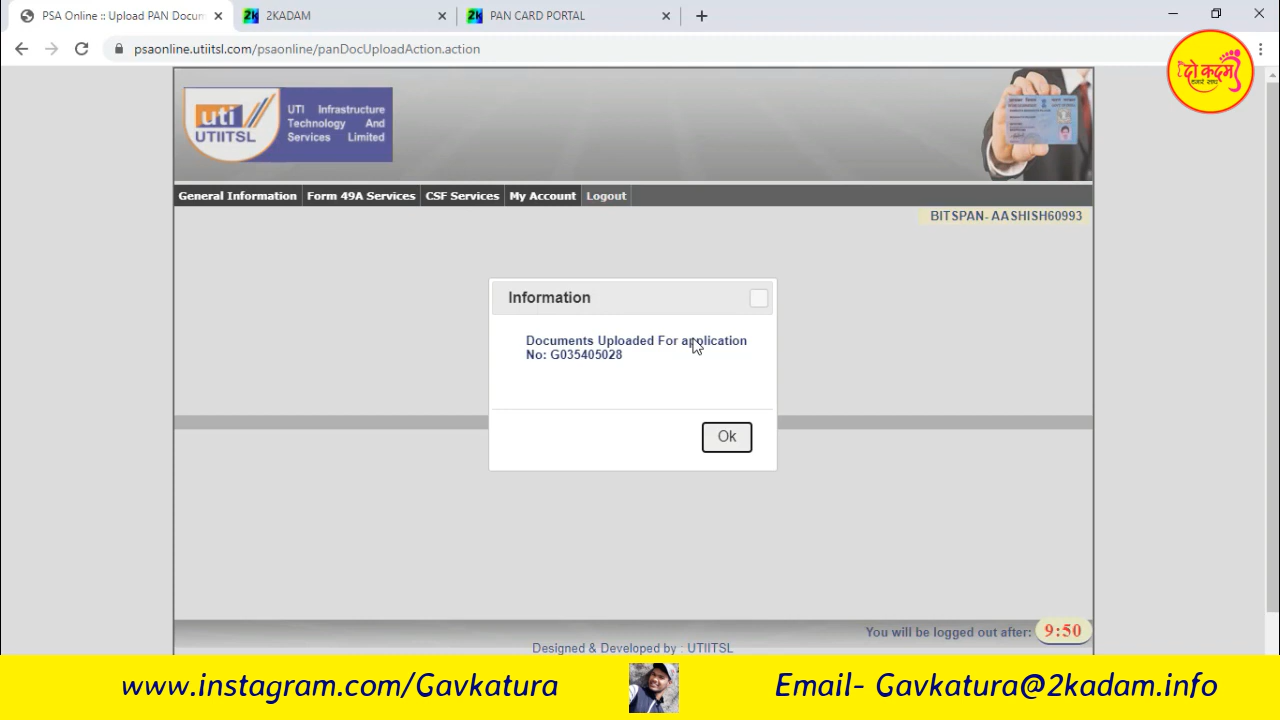 PSA Online :: Upload PAN Docum
2KADAM
PAN CARD PORTAL
psaonline.utiitsl.com/psaonline/panDocUploadAction.action
दो कदम
हमारे साथ
uti
UTIITSL
UTI Infrastructure
Technology And
Services Limited
General Information
Form 49A Services
CSF Services
My Account
Logout
BITSPAN- AASHISH60993
Information
Documents Uploaded For application
No: G035405028
Ok
You will be logged out after: 9:50
Designed & Developed by : UTIITSL
www.instagram.com/Gavkatura
Email- Gavkatura@2kadam.info